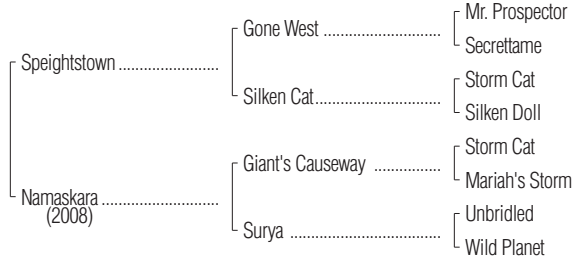 Mr. Prospector
Gone West
Secrettame
Speightstown
Storm Cat
Silken Cat
Silken Doll
Storm Cat
Giant's Causeway
Mariah's Storm
Namaskara
(2008)
Unbridled
Surya
Wild Planet